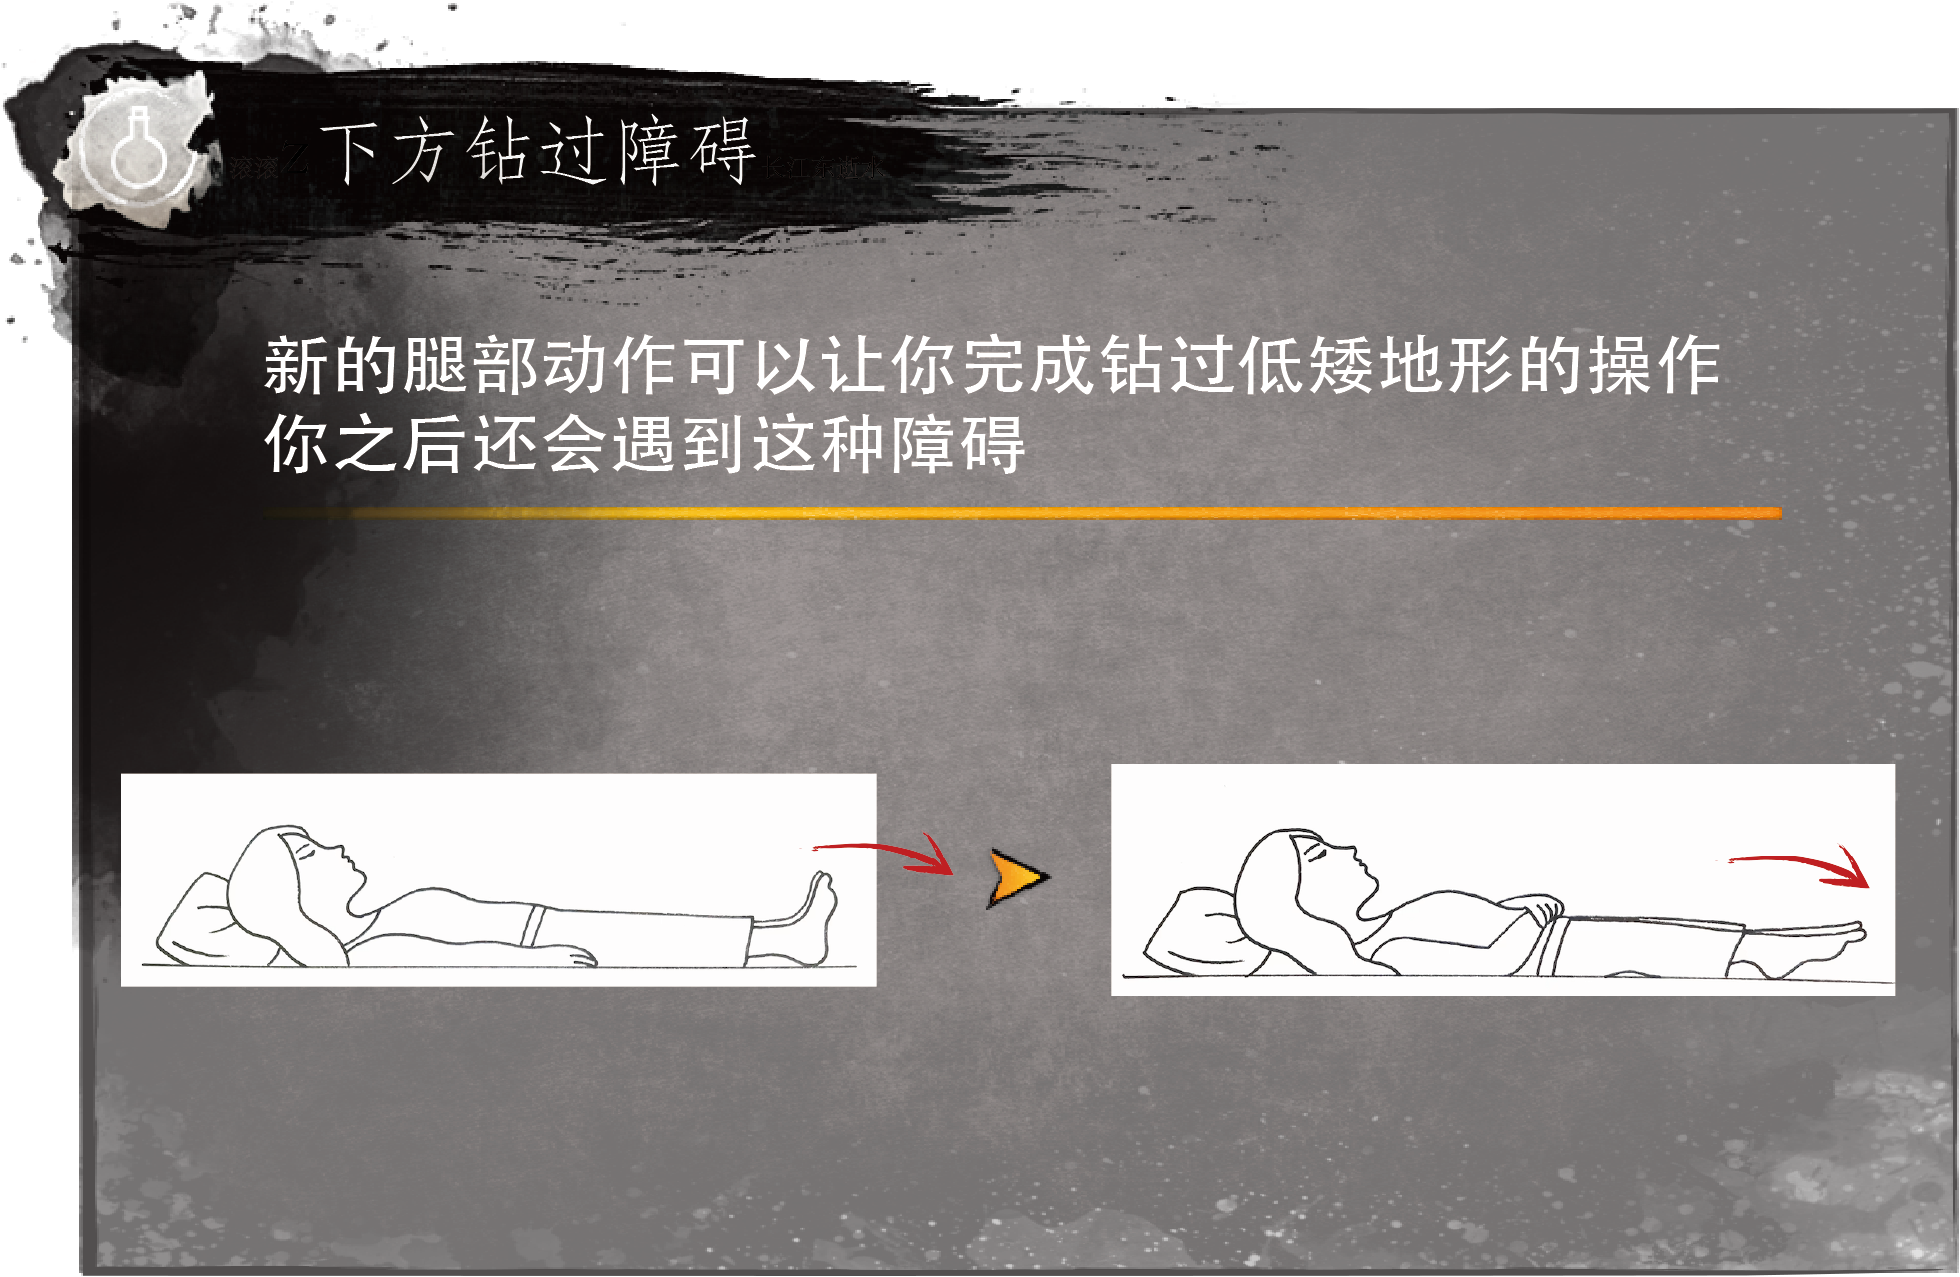 下方钻过障碍
新的腿部动作可以让你完成钻过低矮地形的操作
你之后还会遇到这种障碍